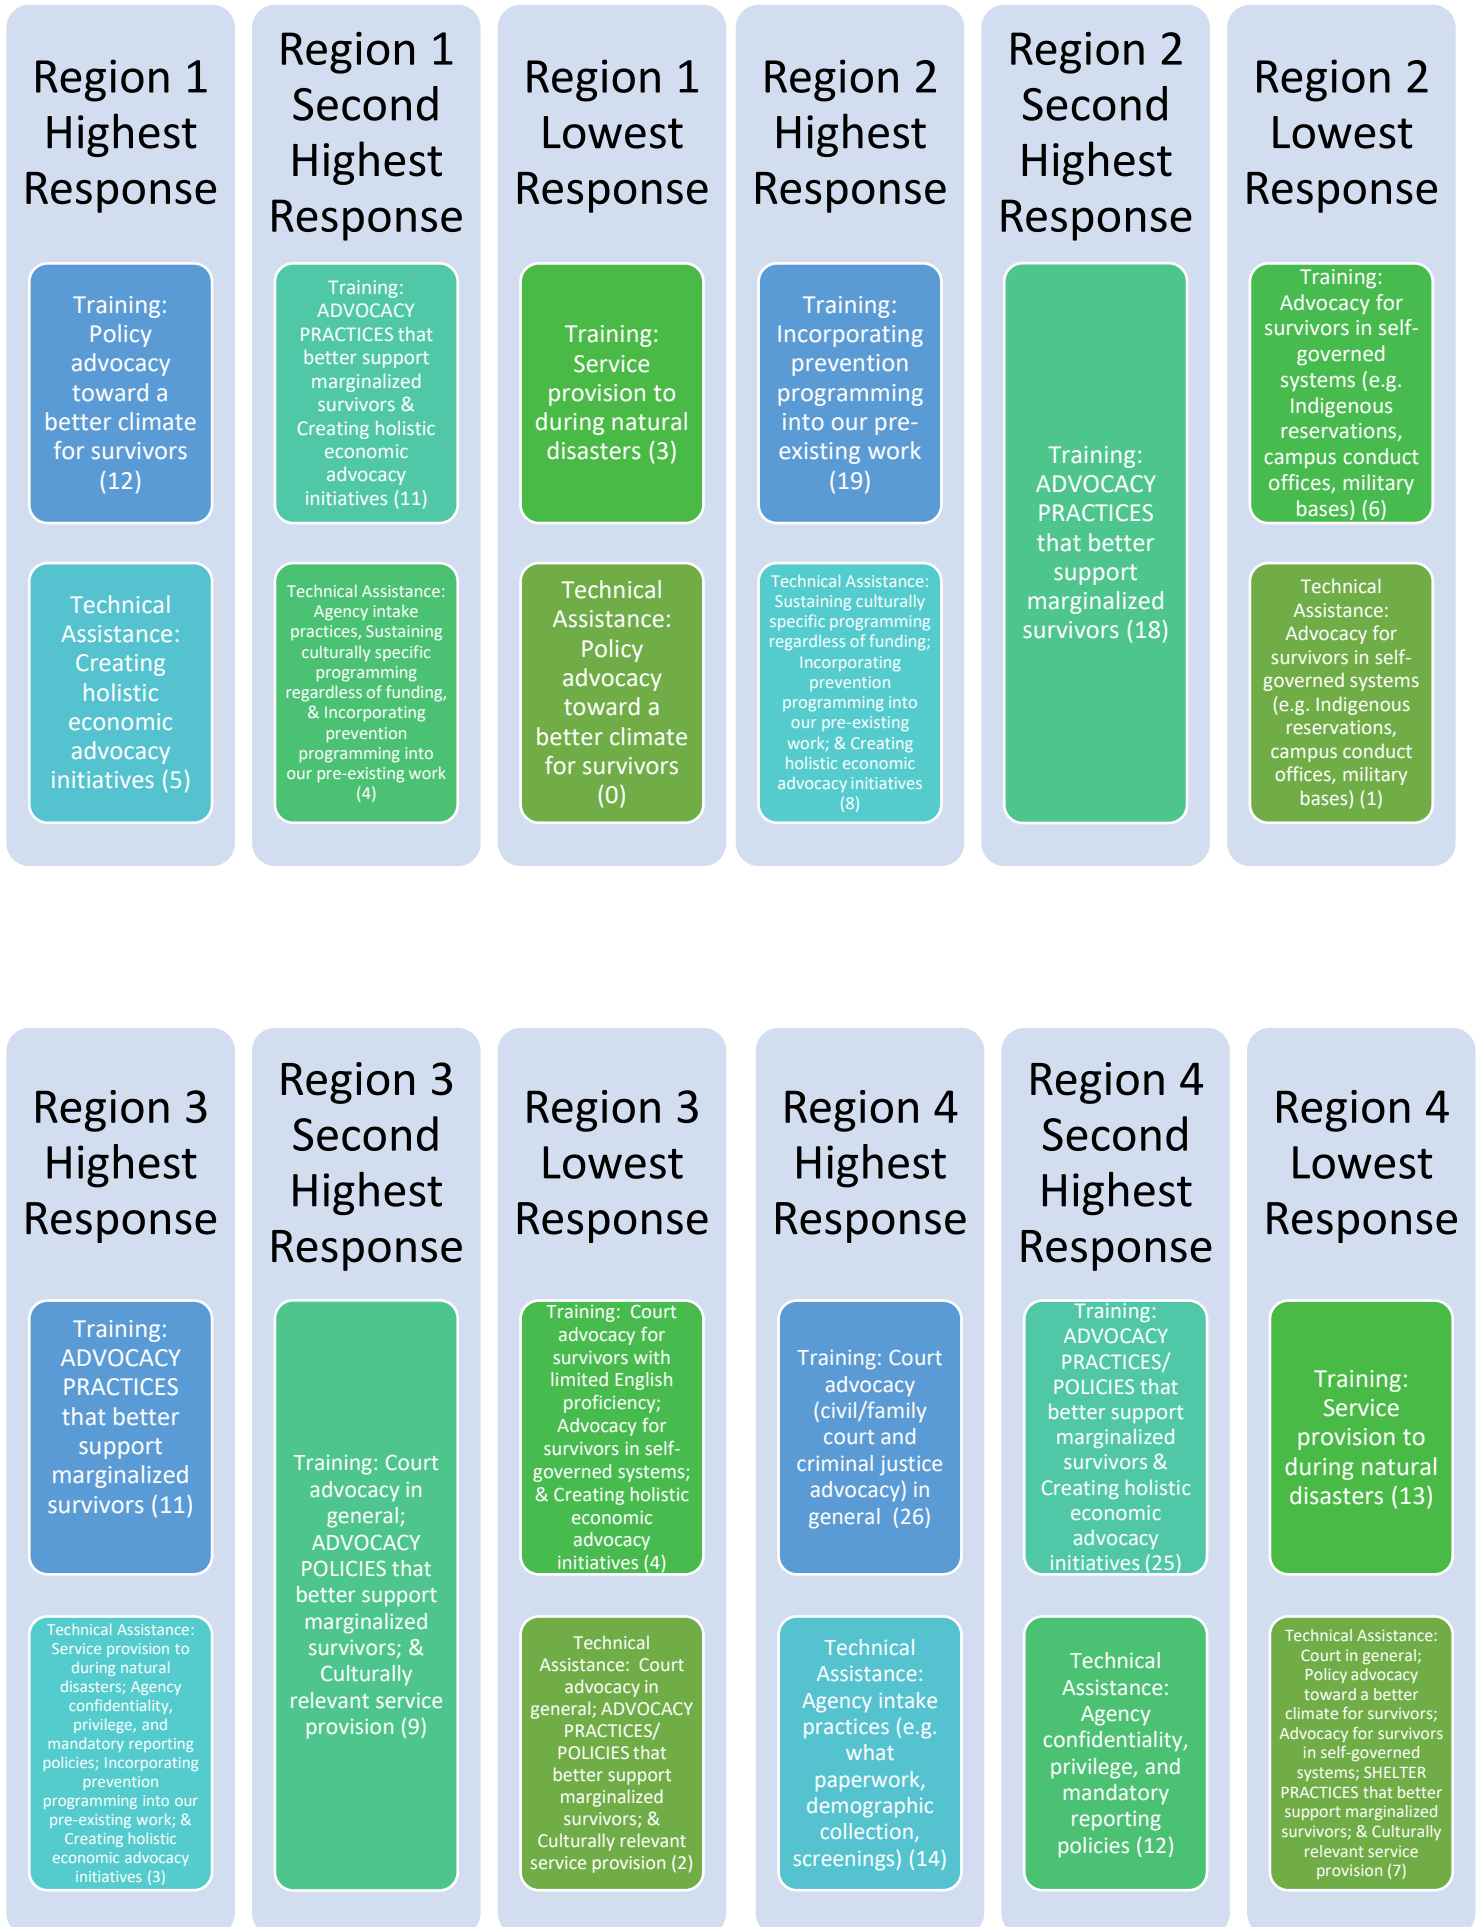 Region 1
Highest
Response
Training:
Policy
advocacy
toward a
better climate
for survivors
(12)
Technical
Assistance:
Creating
holistic
economic
advocacy
initiatives (5)
Region 1
Second
Highest
Response
Training:
ADVOCACY
PRACTICES that
better support
marginalized
survivors &
Creating holistic
economic
advocacy
initiatives (11)
Technical Assistance:
Agency intake
practices, Sustaining
culturally specific
programming
regardless of funding,
& Incorporating
prevention
programming into
our pre-existing work
(4)
Region 1
Lowest
Response
Training:
Service
provision to
during natural
disasters (3)
Technical
Assistance:
Policy
advocacy
toward a
better climate
for survivors
(0)
Region 2
Highest
Response
Training:
Incorporating
prevention
programming
into our pre-
existing work
(19)
Technical Assistance:
Sustaining culturally
specific programming
regardless of funding;
Incorporating
prevention
programming into
our pre-existing
work; & Creating
holistic economic
advocacy initiatives
(8)
Region 2
Second
Highest
Response
Training:
ADVOCACY
PRACTICES
that better
support
marginalized
survivors (18)
Region 2
Lowest
Response
Training:
Advocacy for
survivors in self-
governed
systems (e.g.
Indigenous
reservations,
campus conduct
offices, military
bases) (6)
Technical
Assistance:
Advocacy for
survivors in self-
governed systems
(e.g. Indigenous
reservations,
campus conduct
offices, military
bases) (1)
Region 3
Highest
Response
Training:
ADVOCACY
PRACTICES
that better
support
marginalized
survivors (11)
Technical Assistance:
Service provision to
during natural
disasters; Agency
confidentiality,
privilege, and
mandatory reporting
policies; Incorporating
prevention
programming into our
pre-existing work; &
Creating holistic
economic advocacy
initiatives (3)
Region 3
Second
Highest
Response
Training: Court
advocacy in
general;
ADVOCACY
POLICIES that
better support
marginalized
survivors; &
Culturally
relevant service
provision (9)
Region 3
Lowest
Response
Training: Court
advocacy for
survivors with
limited English
proficiency;
Advocacy for
survivors in self-
governed systems;
& Creating holistic
economic
advocacy
initiatives (4)
Technical
Assistance: Court
advocacy in
general; ADVOCACY
PRACTICES/
POLICIES that
better support
marginalized
survivors; &
Culturally relevant
service provision (2)
Region 4
Highest
Response
Training: Court
advocacy
(civil/family
court and
criminal justice
advocacy) in
general (26)
Technical
Assistance:
Agency intake
practices (e.g.
what
paperwork,
demographic
collection,
screenings) (14)
Region 4
Second
Highest
Response
Training:
ADVOCACY
PRACTICES/
POLICIES that
better support
marginalized
survivors &
Creating holistic
economic
advocacy
initiatives (25)
Technical
Assistance:
Agency
confidentiality,
privilege, and
mandatory
reporting
policies (12)
Region 4
Lowest
Response
Training:
Service
provision to
during natural
disasters (13)
Technical Assistance:
Court in general;
Policy advocacy
toward a better
climate for survivors;
Advocacy for survivors
in self-governed
systems; SHELTER
PRACTICES that better
support marginalized
survivors; & Culturally
relevant service
provision (7)